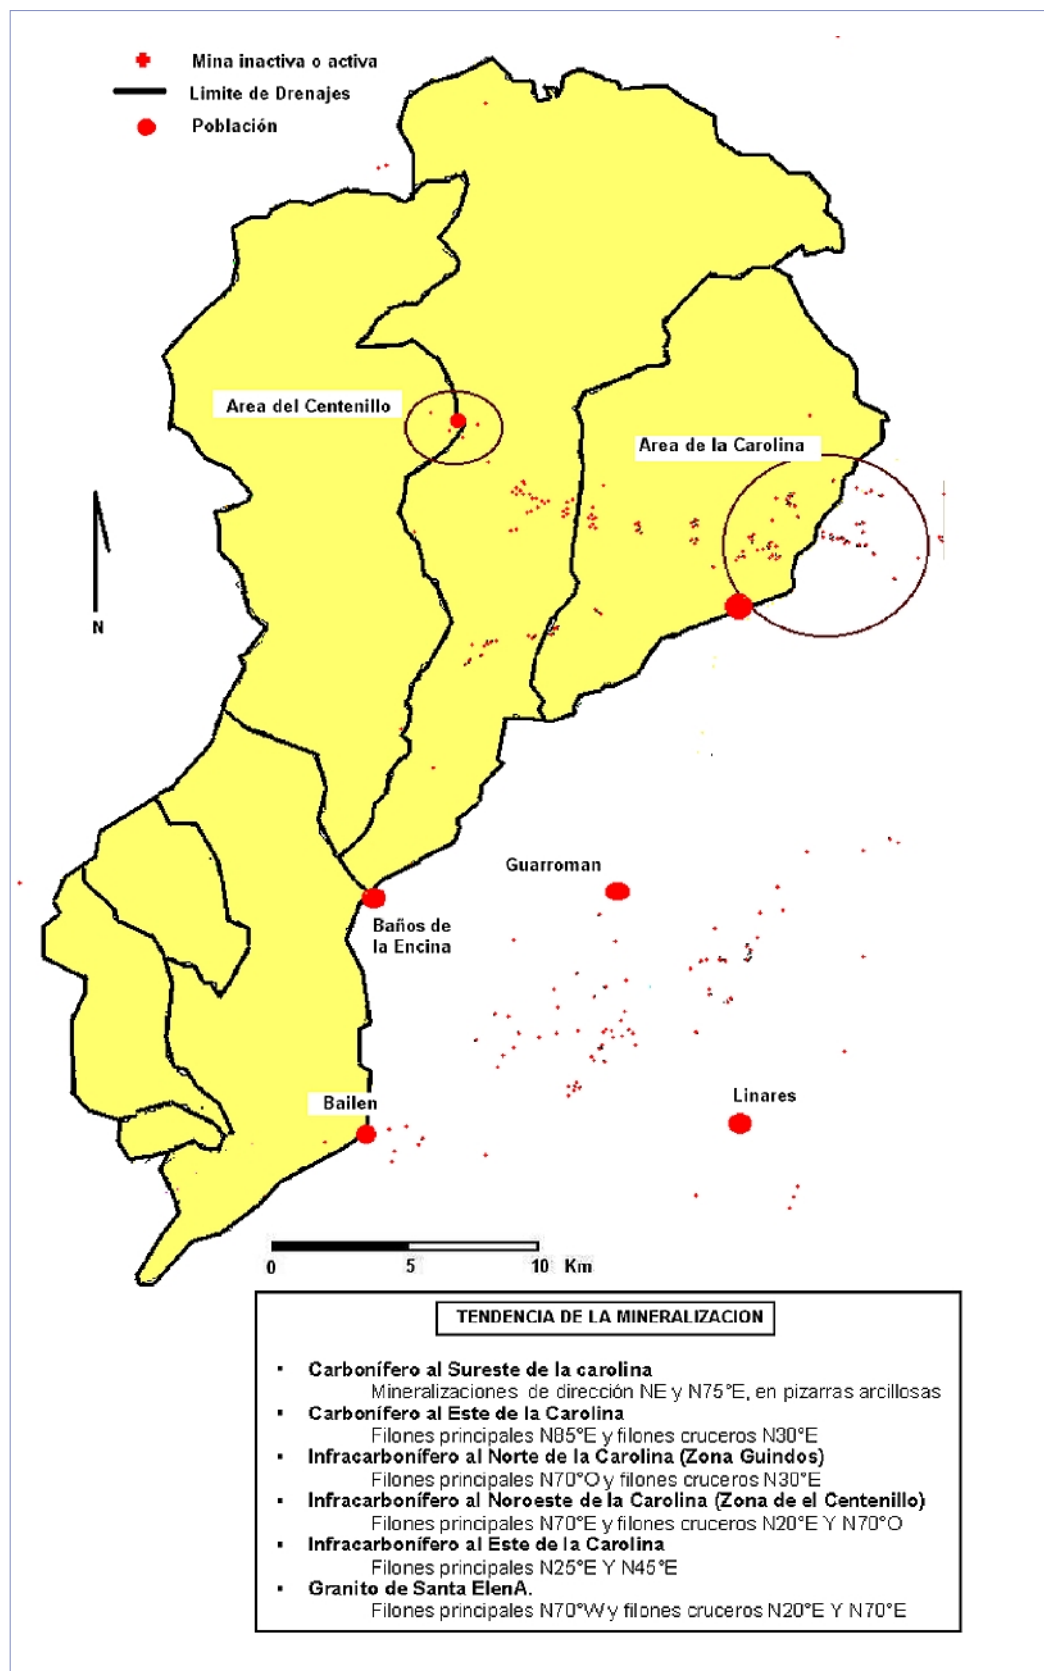 Mina inactiva o activa
Limite de Drenajes
Población
Area del Centenillo
Area de la Carolina
N
Guarroman
Baños de
la Encina
Bailen
Linares
0 5 10 Km
TENDENCIA DE LA MINERALIZACION
▪ Carbonífero al Sureste de la carolina
Mineralizaciones de dirección NE y N75°E, en pizarras arcillosas
▪ Carbonífero al Este de la Carolina
Filones principales N85°E y filones cruceros N30°E
▪ Infracarbonífero al Norte de la Carolina (Zona Guindos)
Filones principales N70°O y filones cruceros N30°E
▪ Infracarbonífero al Noroeste de la Carolina (Zona de el Centenillo)
Filones principales N70°E y filones cruceros N20°E Y N70°O
▪ Infracarbonífero al Este de la Carolina
Filones principales N25°E Y N45°E
▪ Granito de Santa ElenA.
Filones principales N70°W y filones cruceros N20°E Y N70°E